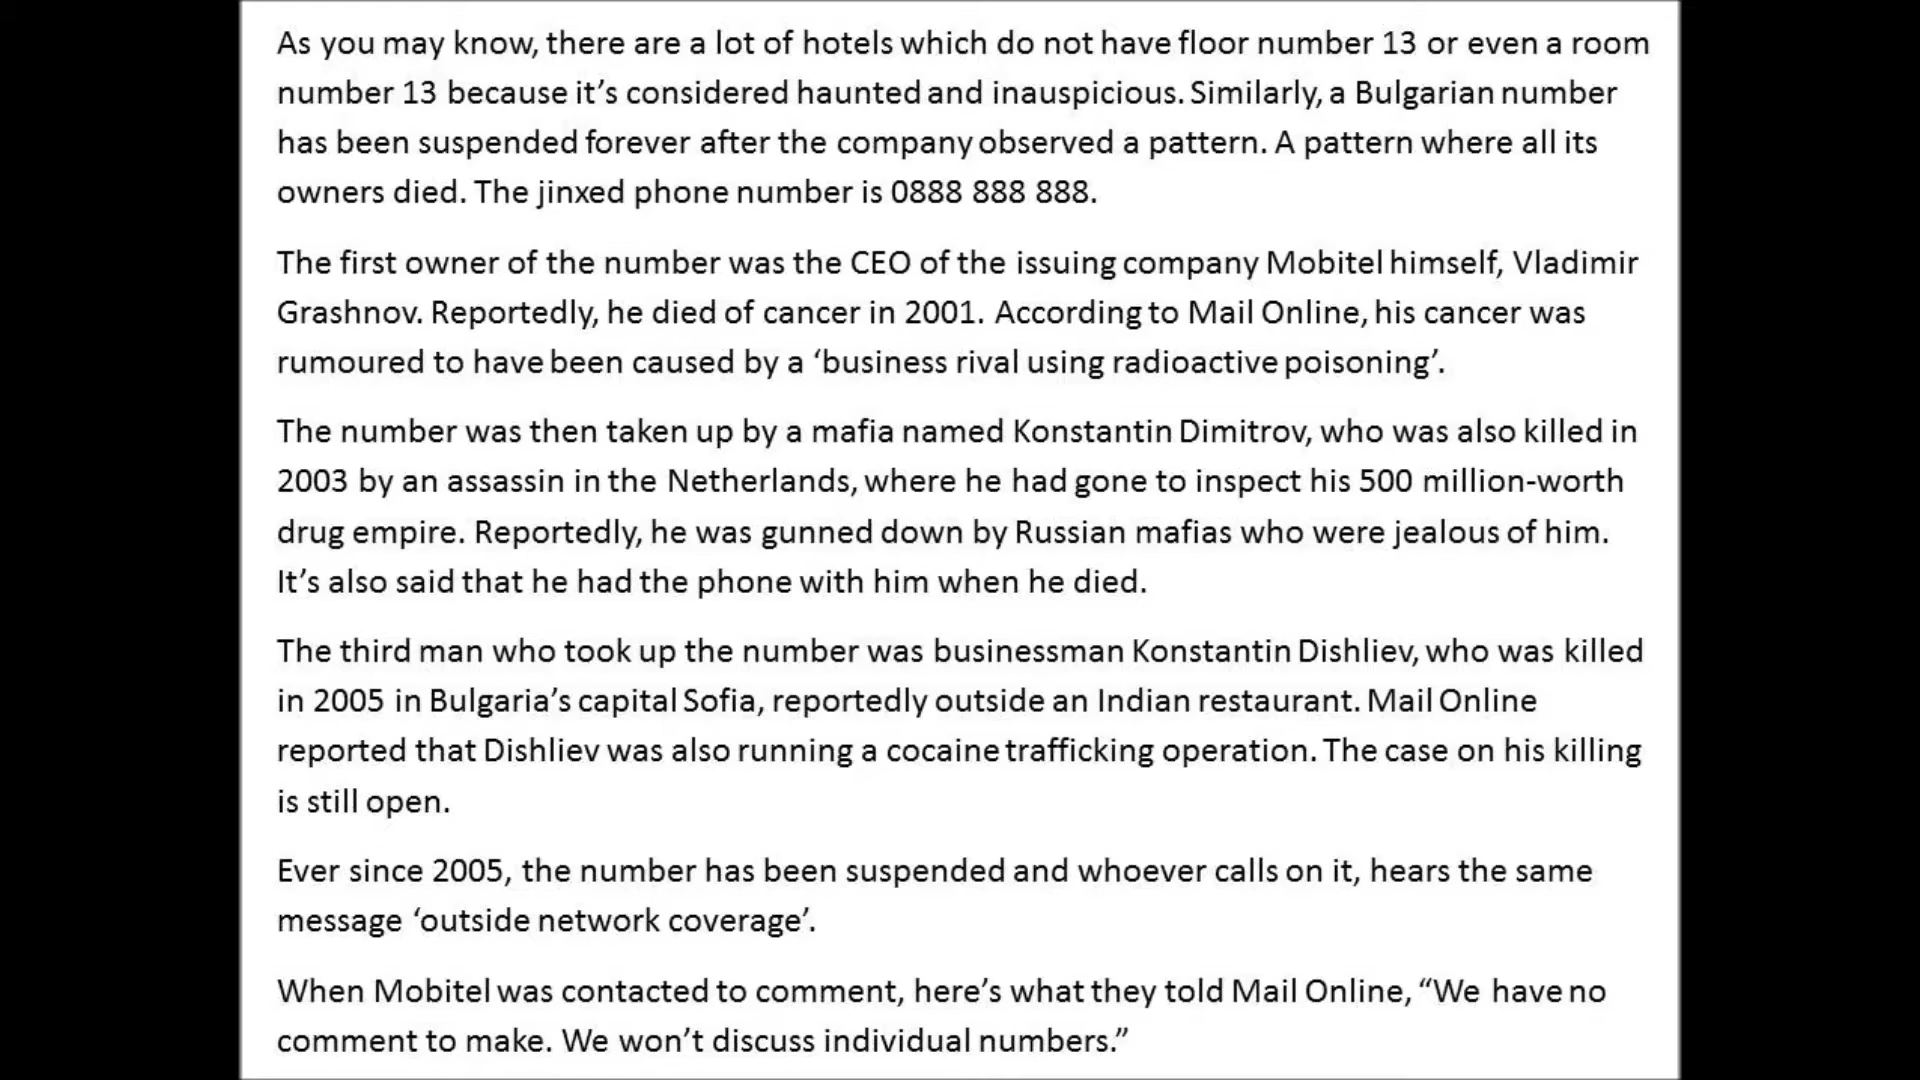 As you may know, there are a lot of hotels which do not have floor number 13 or even a room
number 13 because it’s considered haunted and inauspicious. Similarly, a Bulgarian number
has been suspended forever after the company observed a pattern. A pattern where all its
owners died. The jinxed phone number is 0888 888 888.
The first owner of the number was the CEO of the issuing company Mobitel himself, Vladimir
Grashnov. Reportedly, he died of cancer in 2001. According to Mail Online, his cancer was
rumoured to have been caused by a ‘business rival using radioactive poisoning’.
The number was then taken up by a mafia named Konstantin Dimitrov, who was also killed in
2003 by an assassin in the Netherlands, where he had gone to inspect his 500 million-worth
drug empire. Reportedly, he was gunned down by Russian mafias who were jealous of him.
It’s also said that he had the phone with him when he died.
The third man who took up the number was businessman Konstantin Dishliev, who was killed
in 2005 in Bulgaria’s capital Sofia, reportedly outside an Indian restaurant. Mail Online
reported that Dishliev was also running a cocaine trafficking operation. The case on his killing
is still open.
Ever since 2005, the number has been suspended and whoever calls on it, hears the same
message ‘outside network coverage’.
When Mobitel was contacted to comment, here’s what they told Mail Online, “We have no
comment to make. We won’t discuss individual numbers.”